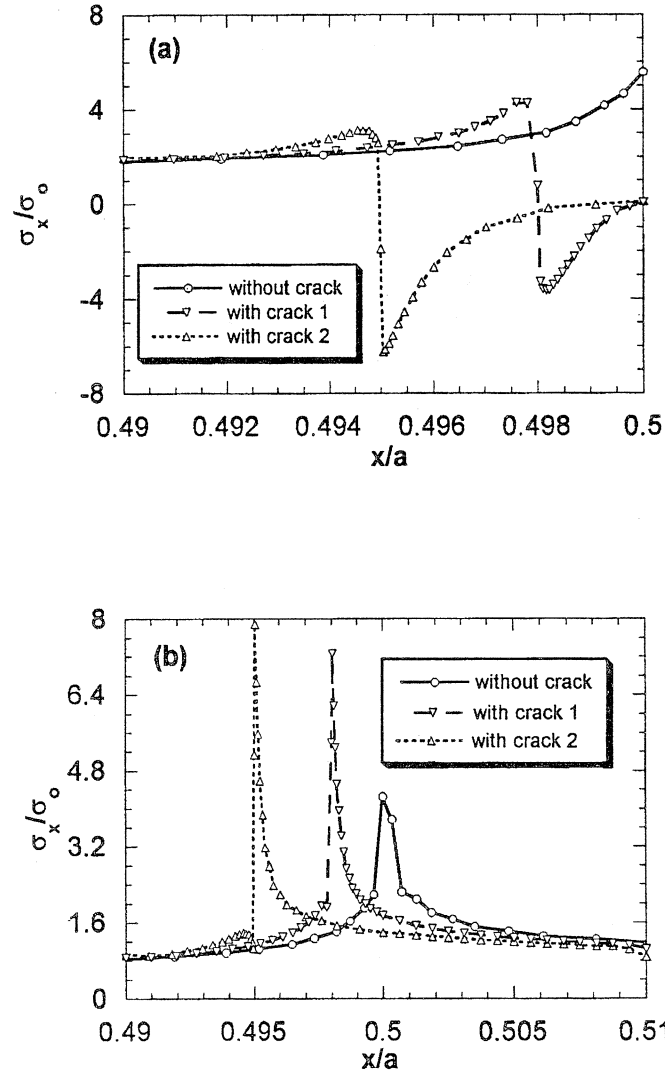 8
(a)
4
0
-4
-8
σx/σo
without crack
with crack 1
with crack 2
0.49
0.492
0.494
0.496
0.498
0.5
x/a
8
(b)
6.4
4.8
3.2
1.6
0
σx/σo
without crack
with crack 1
with crack 2
0.49
0.495
0.5
0.505
0.51
x/a